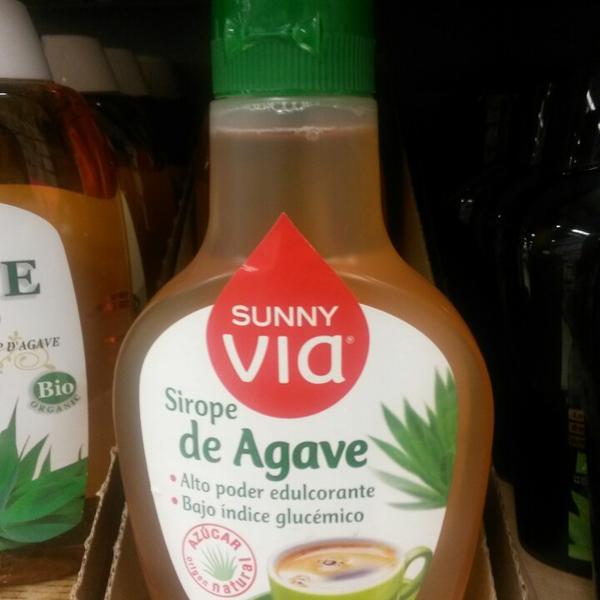 SUNNY
via®
Sirope
de Agave
• Alto poder edulcorante
• Bajo índice glucémico
AZÚCAR
origen natural
E
P D'AGAVE
Bio
ORGANIC